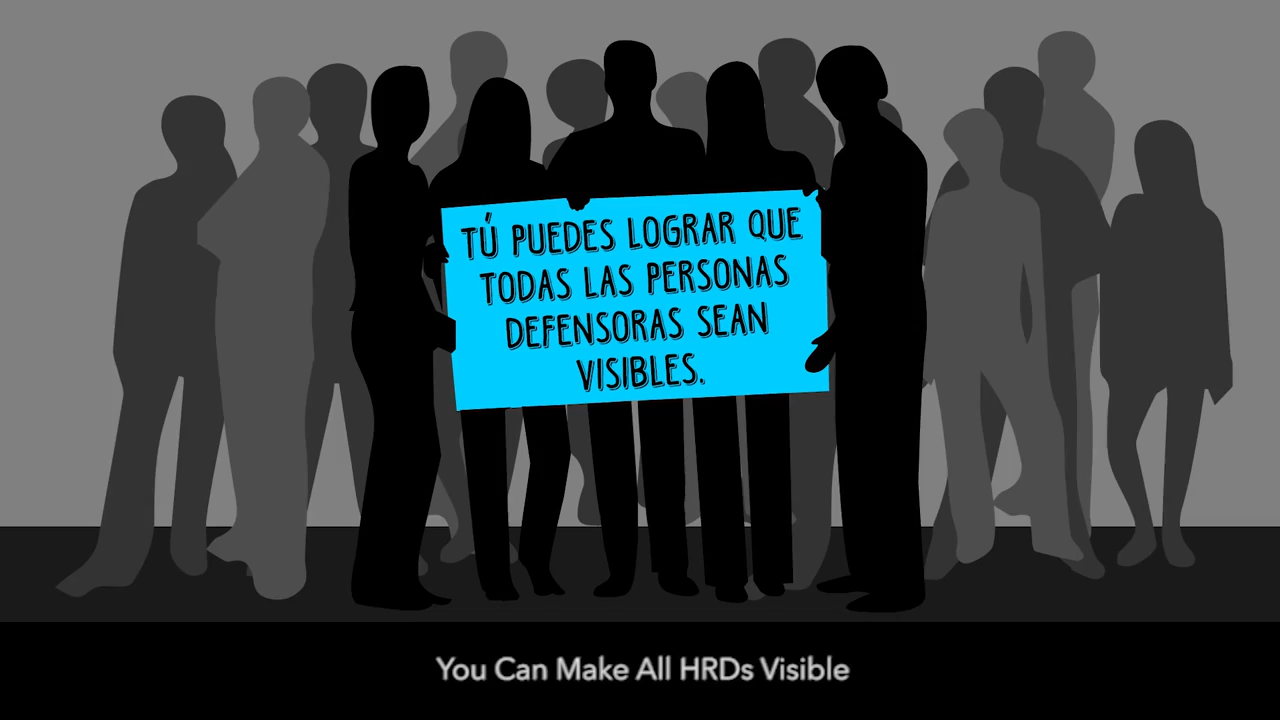 TÚ PUEDES LOGRAR QUE
TODAS LAS PERSONAS
DEFENSORAS SEAN
VISIBLES.
You Can Make All HRDs Visible